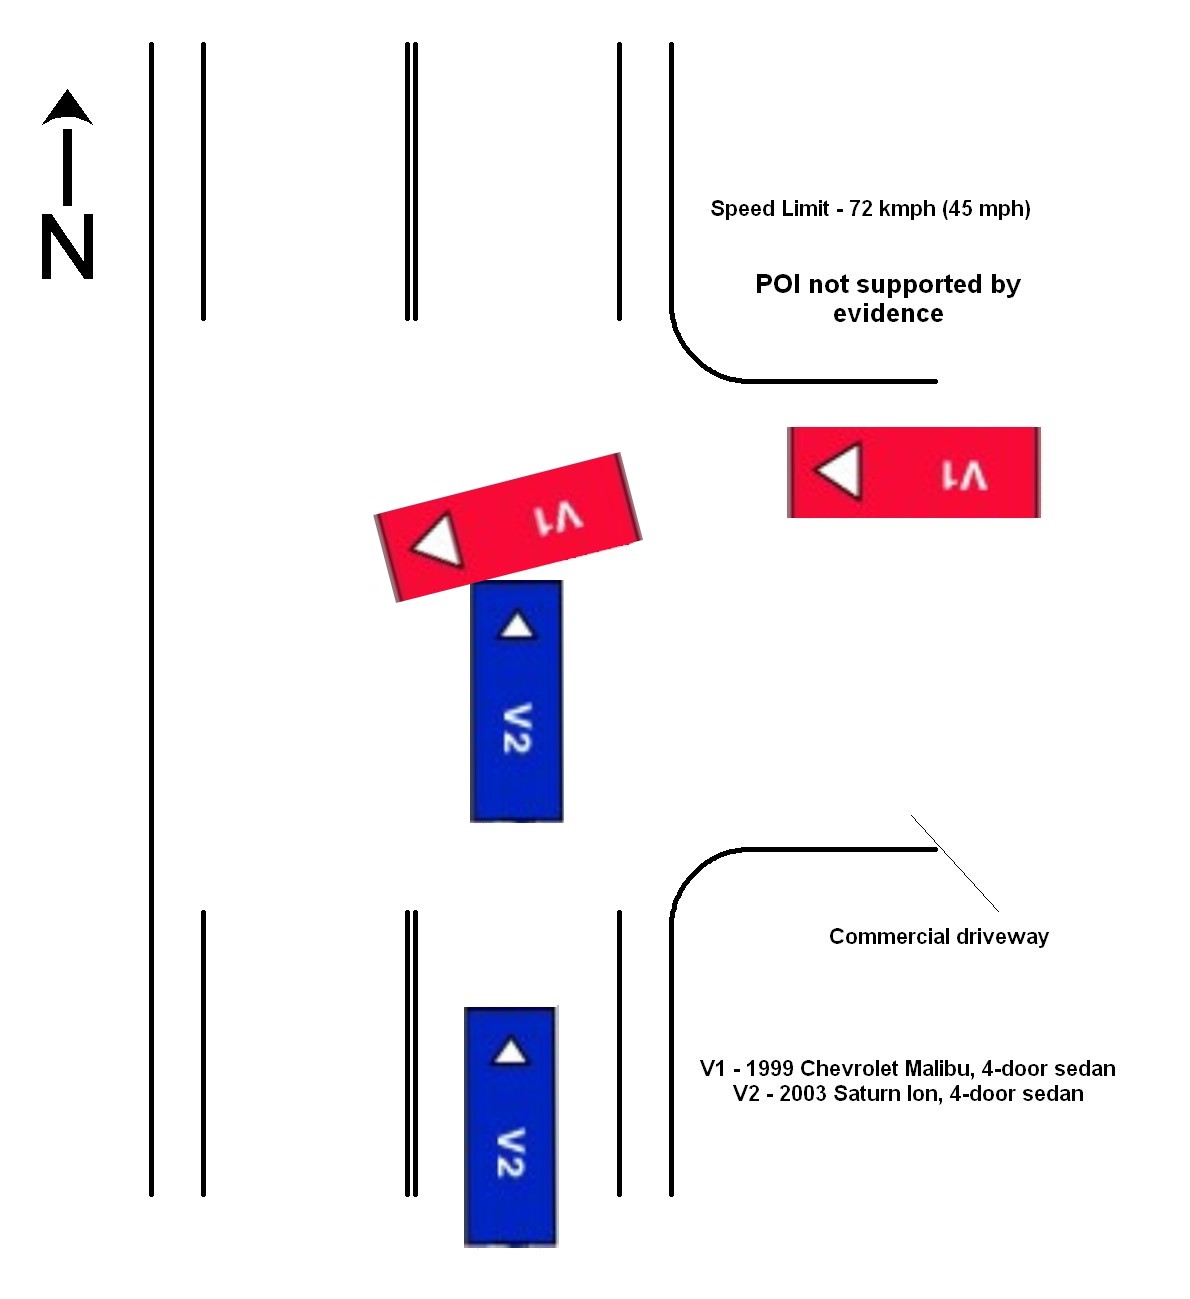 N
Speed Limit - 72 kmph (45 mph)
POI not supported by
evidence
V1
V1
V2
Commercial driveway
V2
V1 - 1999 Chevrolet Malibu, 4-door sedan
V2 - 2003 Saturn Ion, 4-door sedan